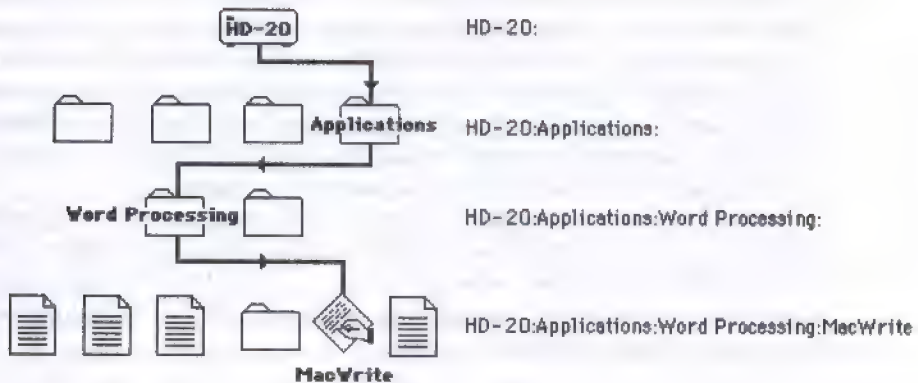 HD-20
HD-20:
Applications
HD-20:Applications:
Word Processing
HD-20:Applications:Word Processing:
HD-20:Applications:Word Processing:MacWrite
MacWrite